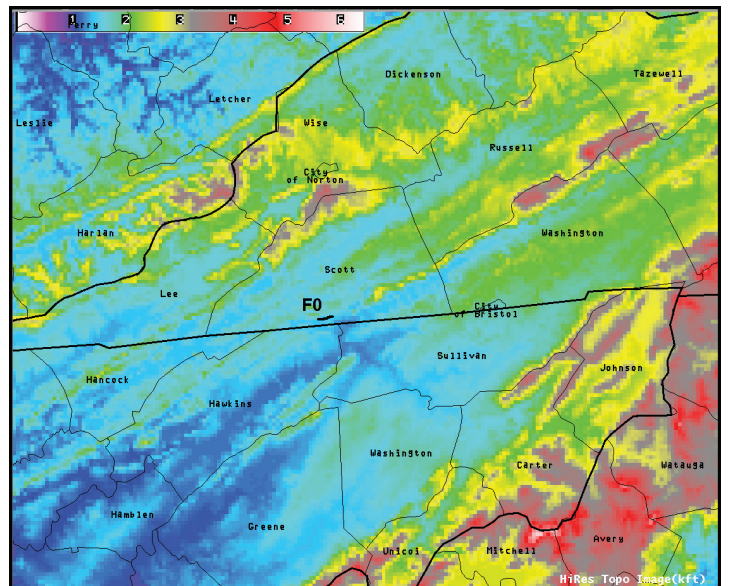 1 2 3 4 5 6
Perry
Dickenson
Tazewell
Letcher
Leslie
Wise
Russell
City
of Norton
Harlan
Washington
Scott
Lee
F0
City
of Bristol
Sullivan
Johnson
Hancock
Hawkins
Washington
Carter
Watauga
Hamblen
Greene
Avery
Unicoi
Mitchell
HiRes Topo Image(kft)